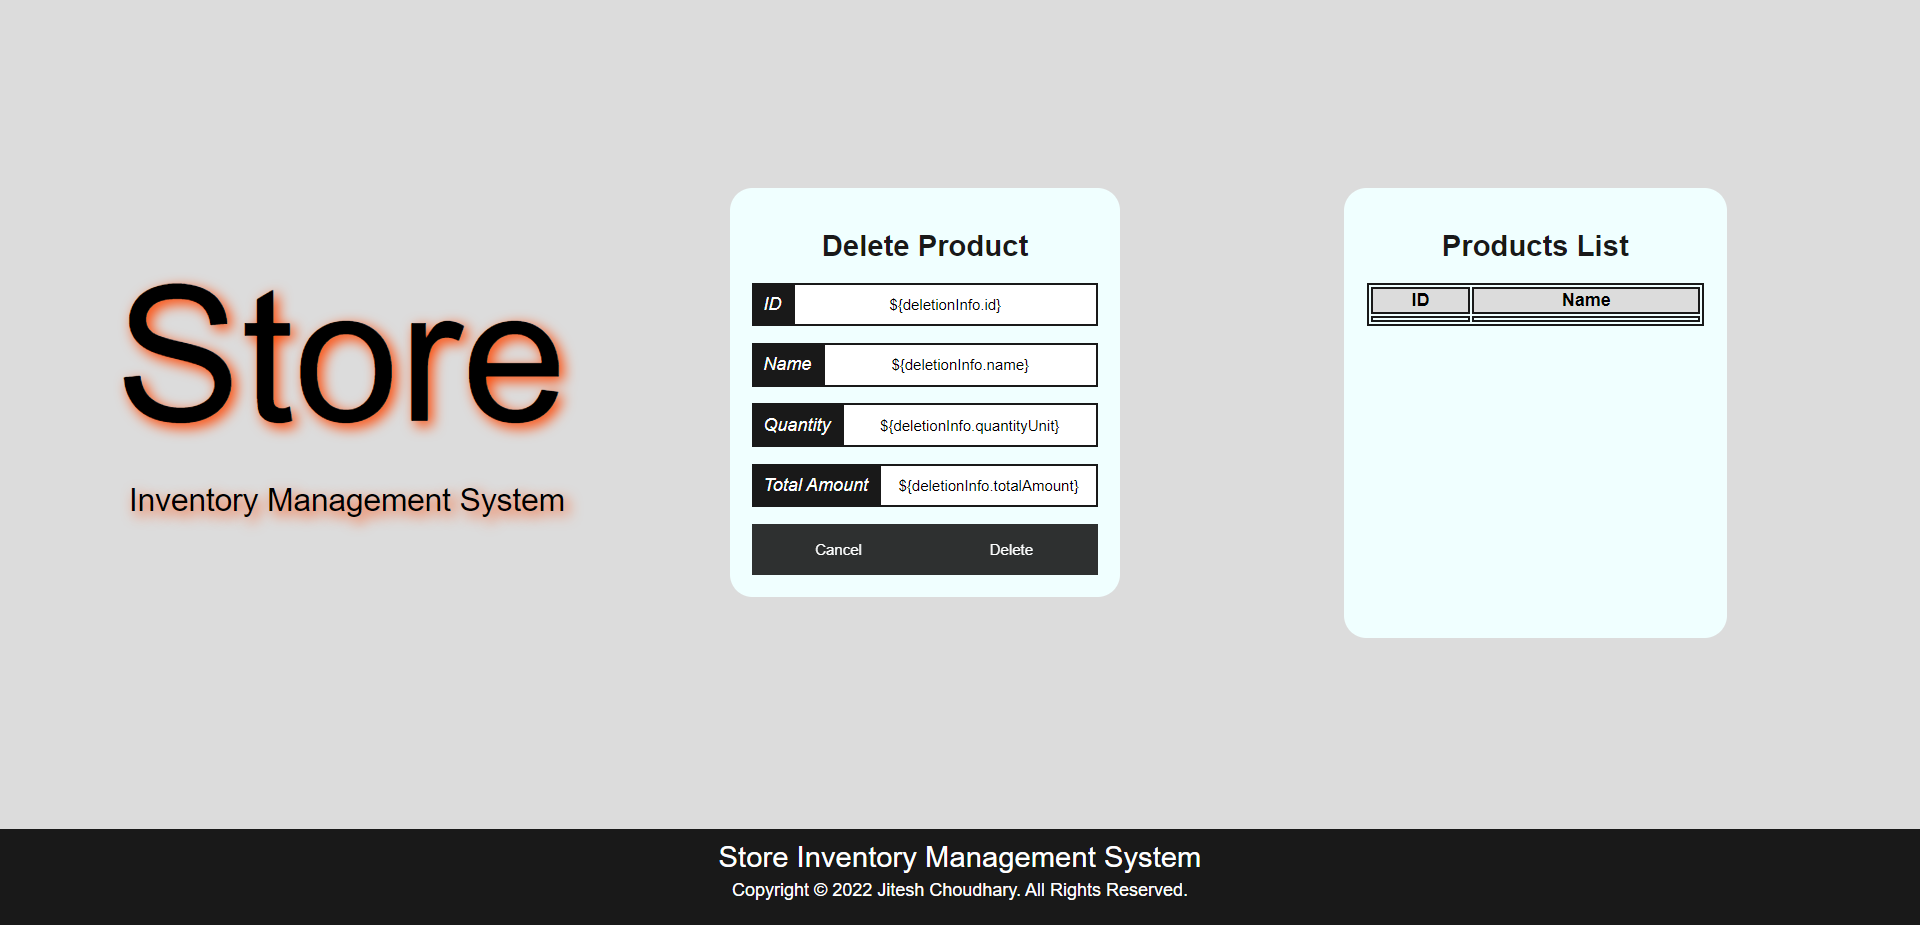 Store
Inventory Management System
Delete Product
ID ${deletionInfo.id}
Name ${deletionInfo.name}
Quantity ${deletionInfo.quantityUnit}
Total Amount ${deletionInfo.totalAmount}
Cancel Delete
Products List
ID Name
Store Inventory Management System
Copyright © 2022 Jitesh Choudhary. All Rights Reserved.